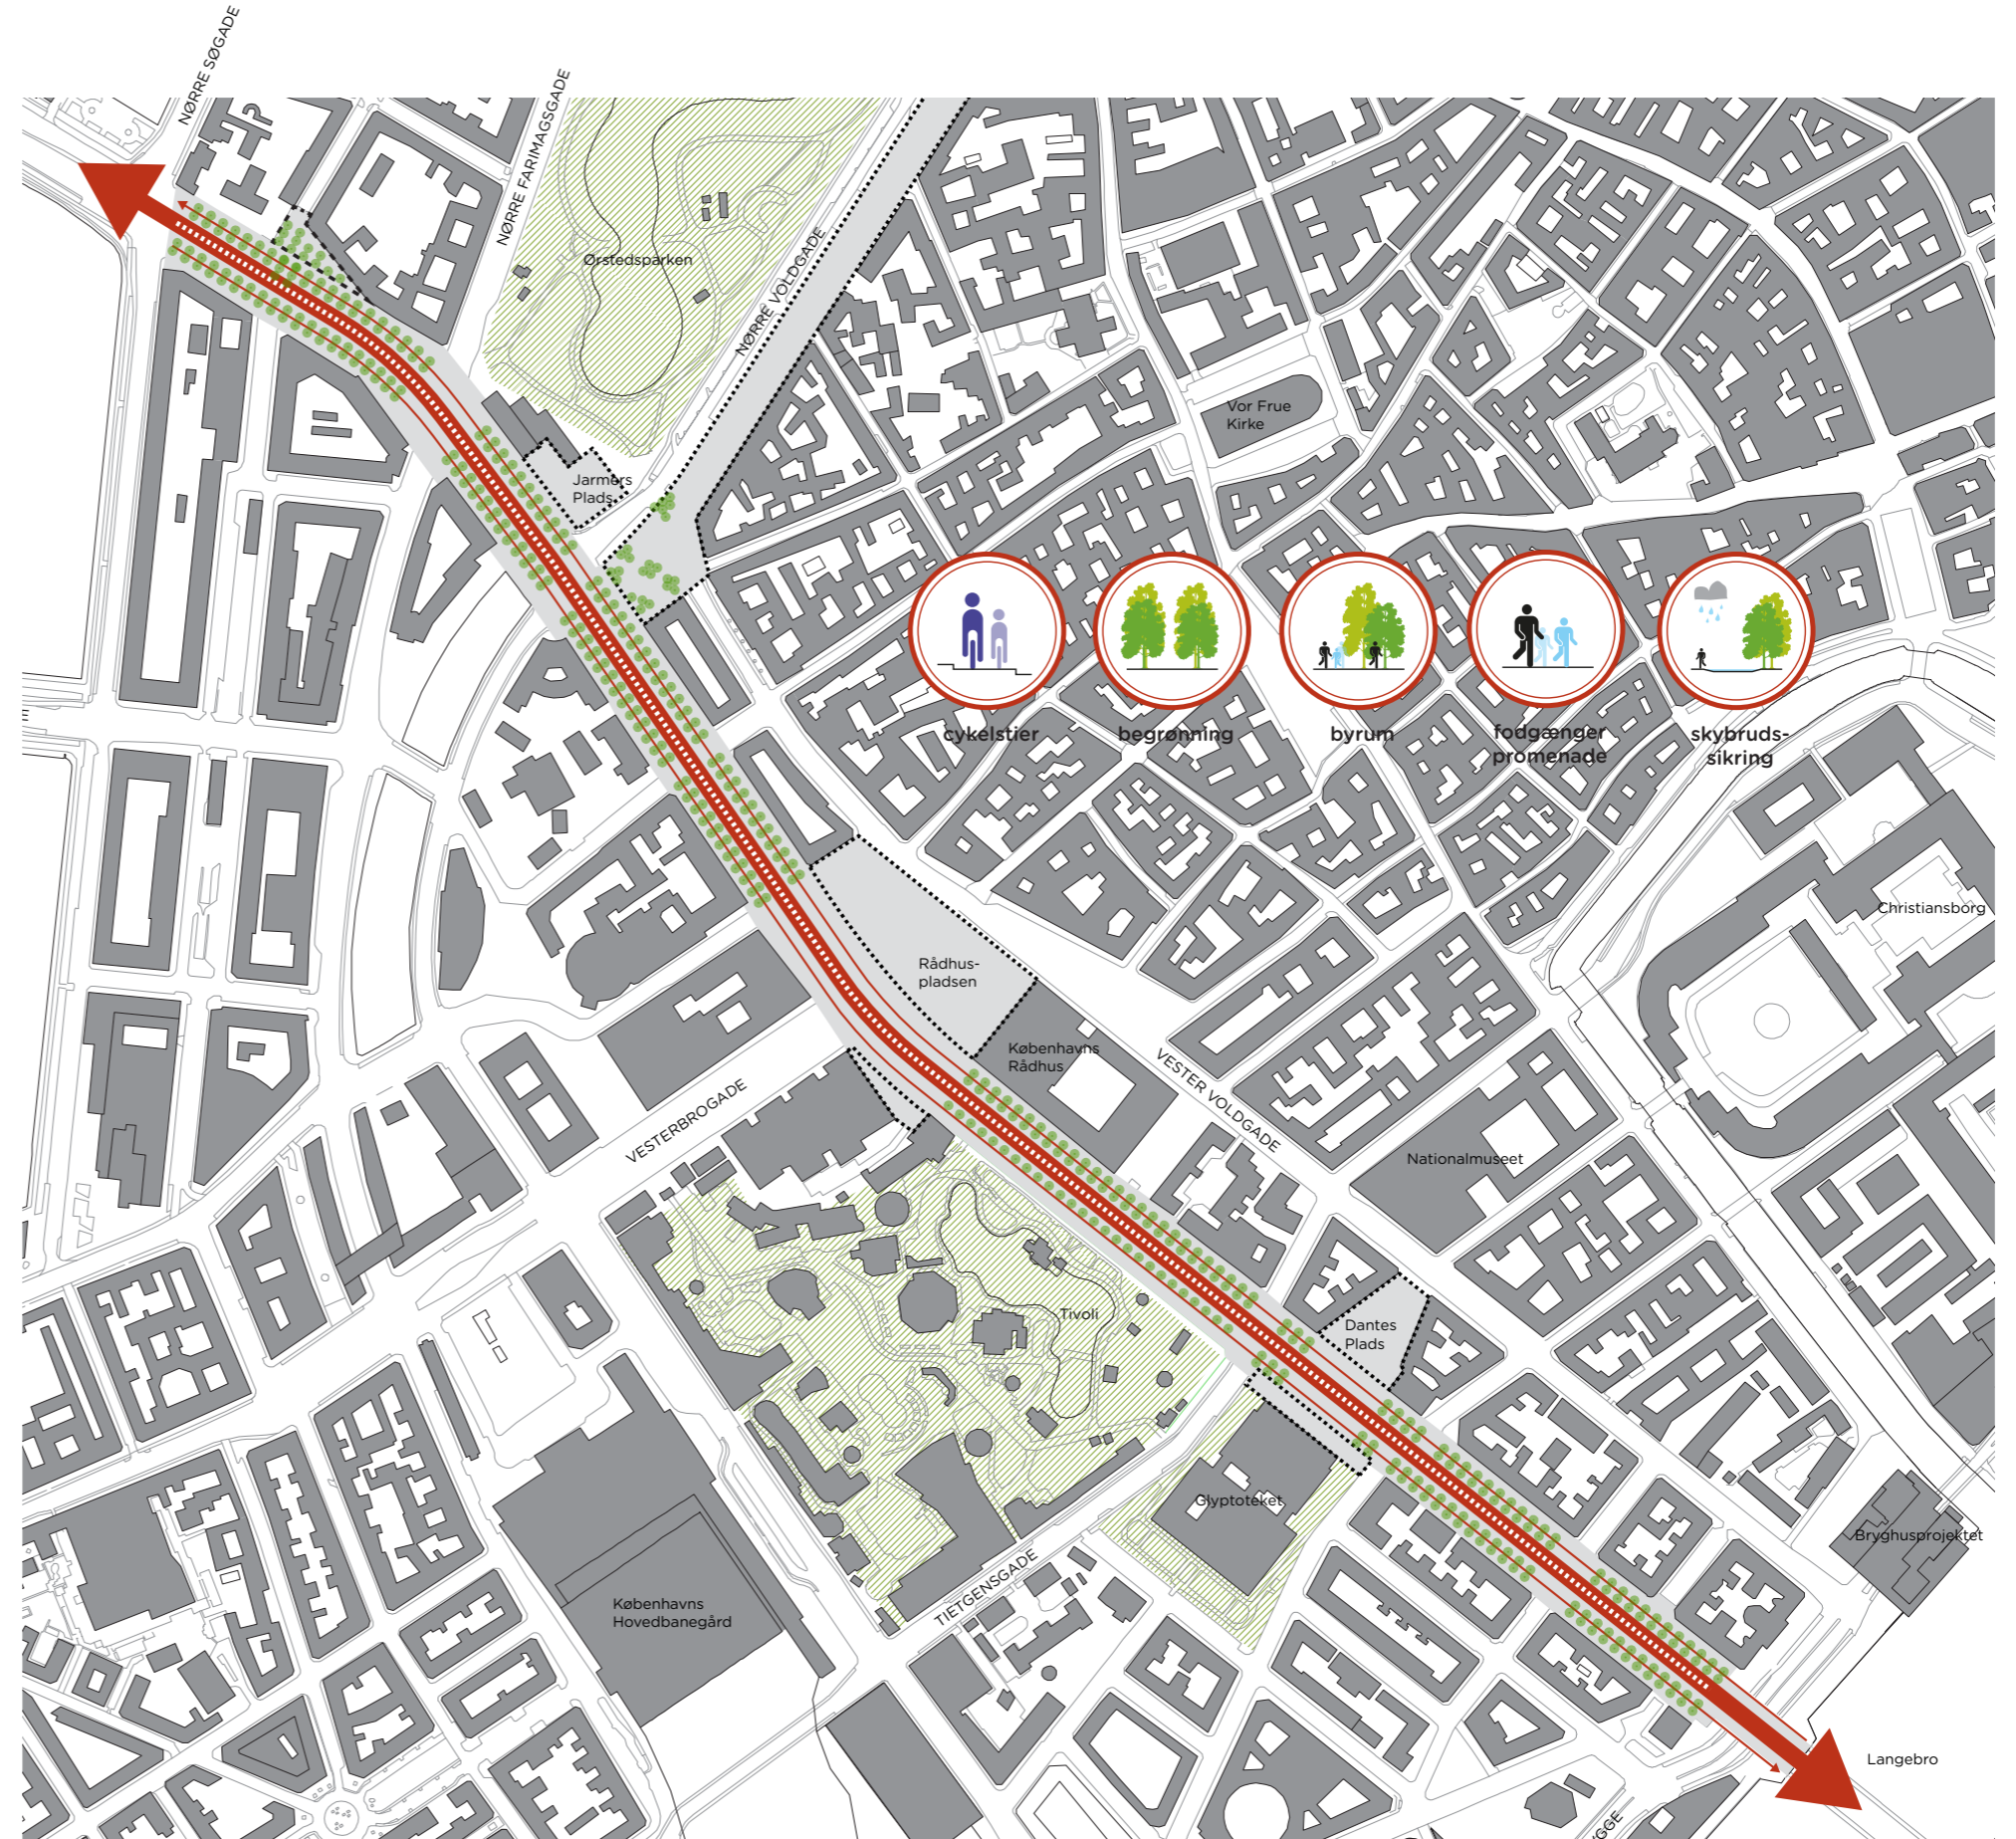 NØRRE SØGADE
NØRRE FARIMAGSGADE
Ørstedsparken
NØRRE VOLDGADE
Vor Frue
Kirke
Jarmers
Plads
cykelstier
begrønning
byrum
fodgænger
promenade
skybruds-
sikring
Christiansborg
Rådhus-
pladsen
Københavns
Rådhus
VESTER VOLDGADE
VESTERBROGADE
Nationalmuseet
Tivoli
Dantes
Plads
Glyptoteket
Bryghusprojektet
TIETGENSGADE
Københavns
Hovedbanegård
Langebro